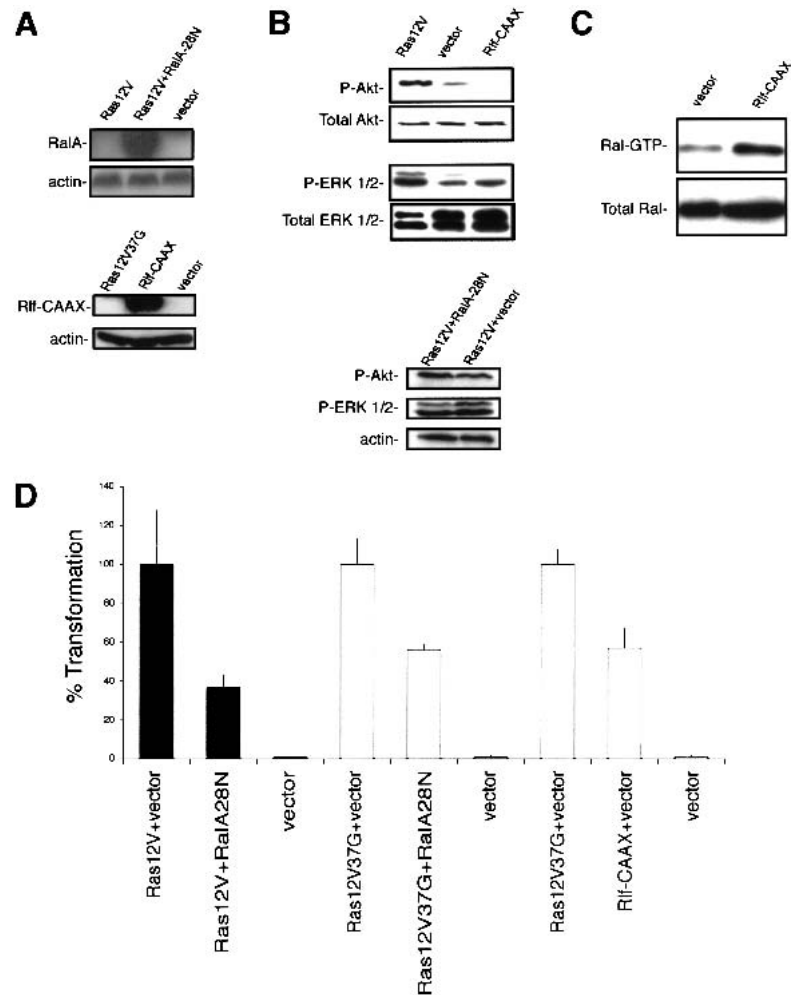 A
Ras12V
Ras12V+RalA-28N
vector
RalA-
actin-
Ras12V37G
Rlf-CAAX
vector
Rlf-CAAX-
actin-
B
Ras12V
vector
Rlf-CAAX
P-Akt-
Total Akt-
P-ERK 1/2-
Total ERK 1/2-
Ras12V+RalA-28N
Ras12V+vector
P-Akt-
P-ERK 1/2-
actin-
C
vector
Rlf-CAAX
Ral-GTP-
Total Ral-
D
% Transformation
140
120
100
80
60
40
20
0
Ras12V+vector
Ras12V+RalA28N
vector
Ras12V37G+vector
Ras12V37G+RalA28N
vector
Ras12V37G+vector
Rlf-CAAX+vector
vector